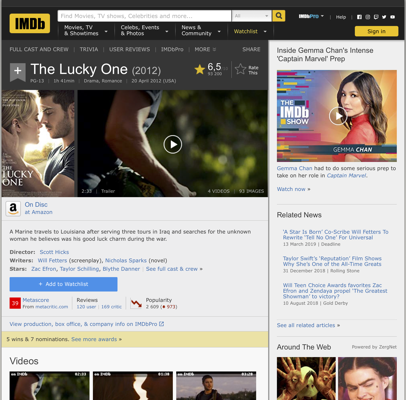 IMDb
Find Movies, TV shows, Celebrities and more...
All
IMDbPro
Help
Movies, TV & Showtimes
Celebs, Events & Photos
News & Community
Watchlist
Sign in
FULL CAST AND CREW | TRIVIA | USER REVIEWS | IMDbPro | MORE
SHARE
The Lucky One (2012)
PG-13 | 1h 41min | Drama, Romance | 20 April 2012 (USA)
6,5
Rate This
THE LUCKY ONE
2:33 | Trailer
4 VIDEOS | 93 IMAGES
a
On Disc
at Amazon
A Marine travels to Louisiana after serving three tours in Iraq and searches for the unknown
woman he believes was his good luck charm during the war.
Director: Scott Hicks
Writers: Will Fetters (screenplay), Nicholas Sparks (novel)
Stars: Zac Efron, Taylor Schilling, Blythe Danner | See full cast & crew »
+ Add to Watchlist
39
Metascore
From metacritic.com
Reviews
120 user | 169 critic
Popularity
2 609 (
973)
View production, box office, & company info on IMDbPro
5 wins & 7 nominations. See more awards »
Videos
Inside Gemma Chan's Intense
'Captain Marvel' Prep
THE
IMDb
SHOW
GEMMA CHAN
Gemma Chan had to do some serious prep to
take on her role in Captain Marvel.
Watch now »
Related News
'A Star Is Born' Co-Scribe Will Fetters To
Rewrite 'Tell No One' For Universal
13 March 2019 | Deadline
Taylor Swift's 'Reputation' Film Shows
Why She's One of the All-Time Greats
31 December 2018 | Rolling Stone
Will Teen Choice Awards favorites Zac
Efron and Zendaya propel 'The Greatest
Showman' to victory?
10 August 2018 | Gold Derby
See all related articles »
Around The Web
Powered by ZergNet